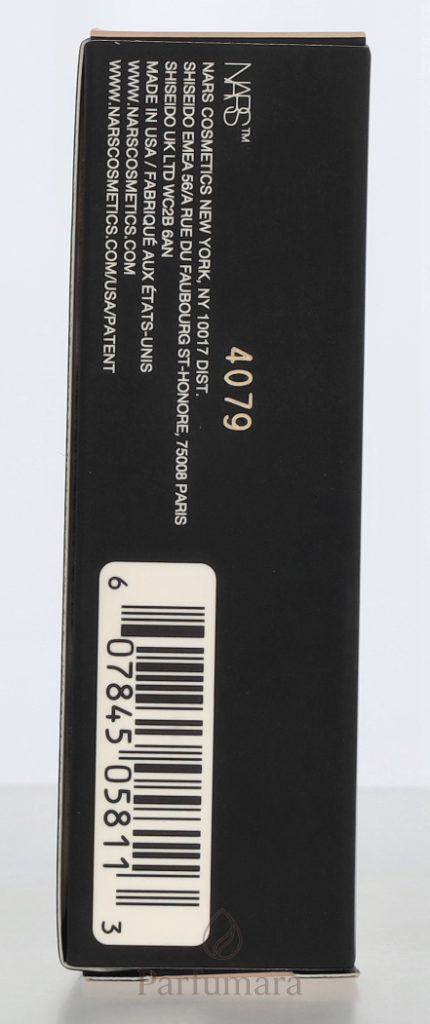 NARS™
NARS COSMETICS NEW YORK, NY 10017 DIST.
SHISEIDO EMEA 56/A RUE DU FAUBOURG ST-HONORE, 75008 PARIS
SHISEIDO UK LTD WC2B 6AN
MADE IN USA / FABRIQUÉ AUX ÉTATS-UNIS
WWW.NARSCOSMETICS.COM
WWW.NARSCOSMETICS.COM/USA/PATENT
4079
6 07845 05811 3
Parfumara